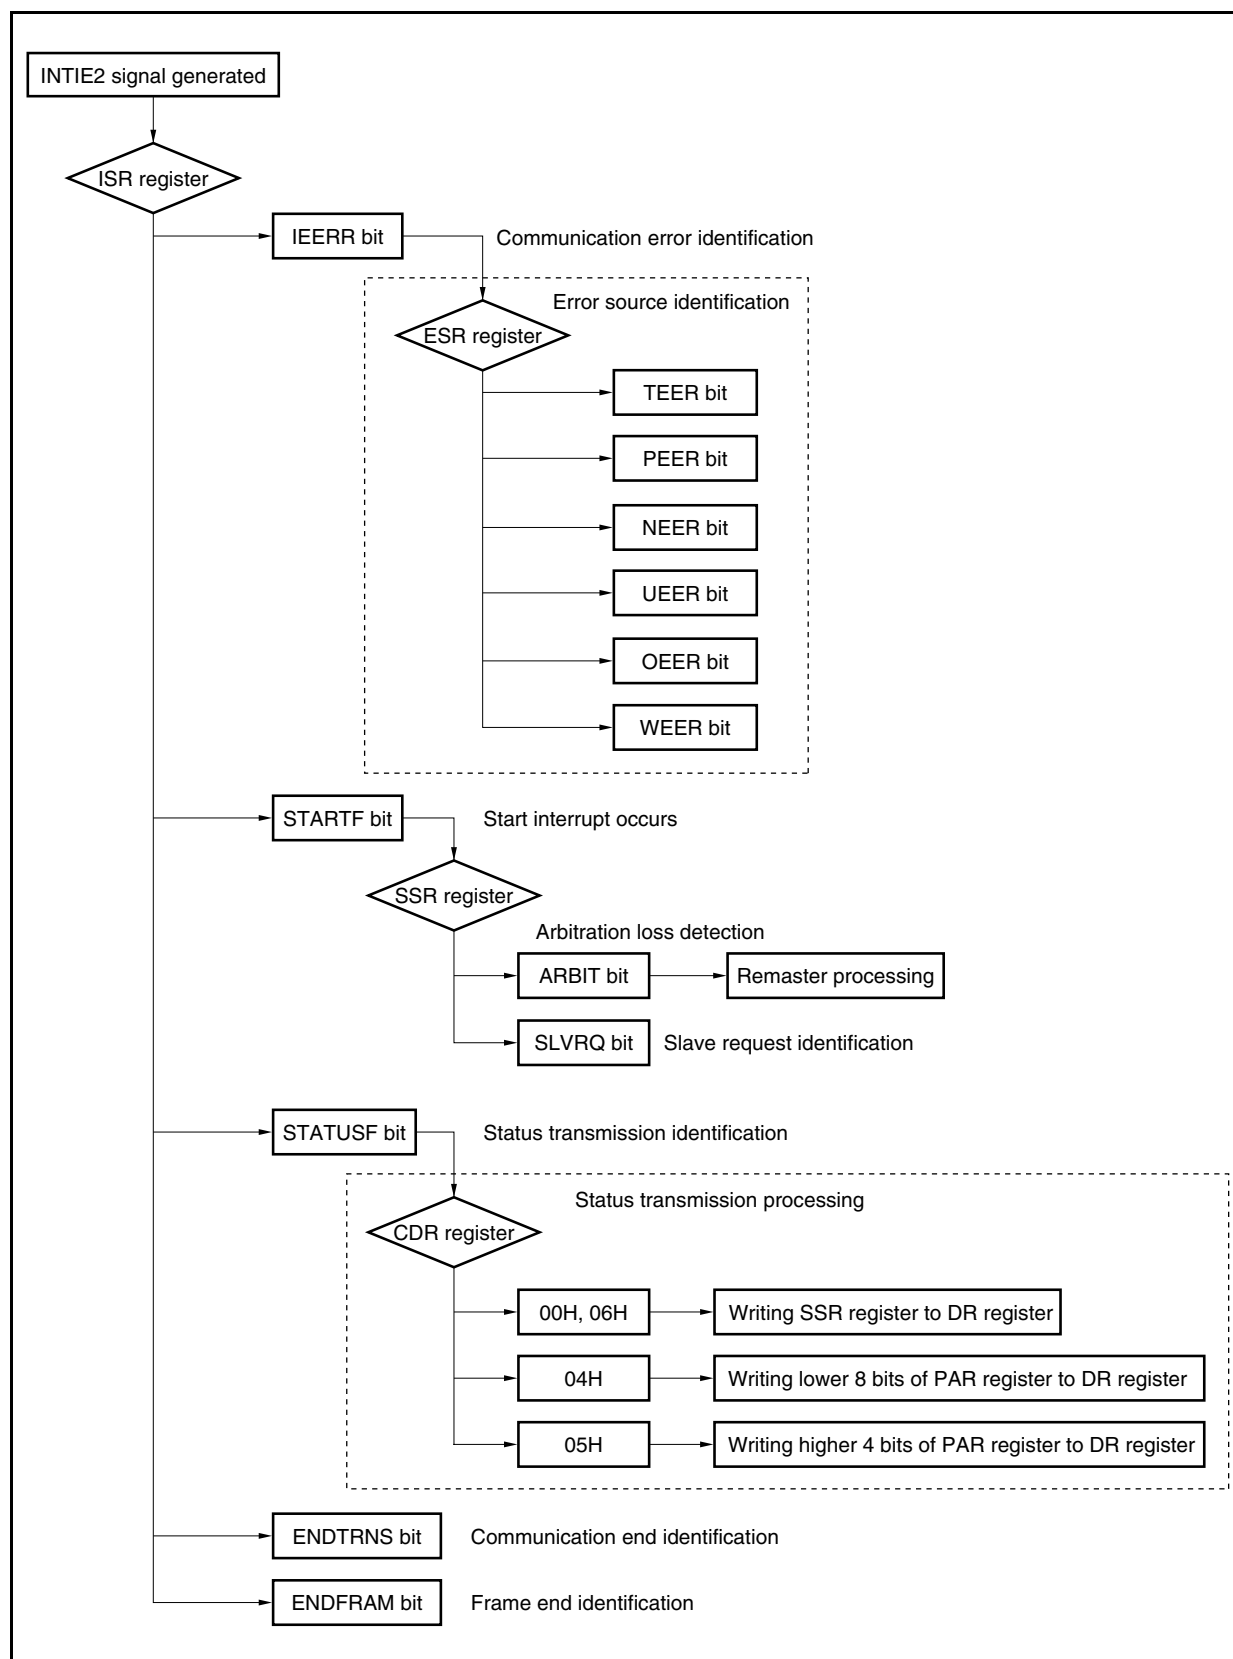 INTIE2 signal generated
ISR register
IEERR bit
Communication error identification
Error source identification
ESR register
TEER bit
PEER bit
NEER bit
UEER bit
OEER bit
WEER bit
STARTF bit
Start interrupt occurs
SSR register
Arbitration loss detection
ARBIT bit
Remaster processing
SLVRQ bit
Slave request identification
STATUSF bit
Status transmission identification
Status transmission processing
CDR register
00H, 06H
Writing SSR register to DR register
04H
Writing lower 8 bits of PAR register to DR register
05H
Writing higher 4 bits of PAR register to DR register
ENDTRNS bit
Communication end identification
ENDFRAM bit
Frame end identification